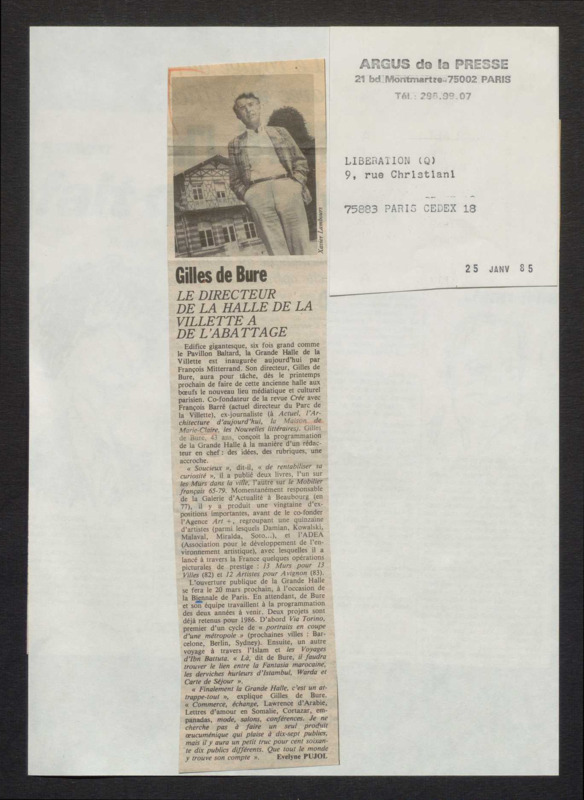 ARGUS de la PRESSE
21 bd Montmartre-75002 PARIS
Tél.: 296.99.07
LIBERATION (Q)
9, rue Christiani
75883 PARIS CEDEX 18
25 JANV 85
Gilles de Bure
LE DIRECTEUR
DE LA HALLE DE LA
VILLETTE A
DE L'ABATTAGE
Edifice gigantesque, six fois grand comme
le Pavillon Baltard, la Grande Halle de la
Villette est inaugurée aujourd'hui par
François Mitterrand. Son directeur, Gilles de
Bure, aura pour tâche, dès le printemps
prochain de faire de cette ancienne halle aux
bœufs le nouveau lieu médiatique et culturel
parisien. Co-fondateur de la revue Crée avec
François Barré (actuel directeur du Parc de
la Villette), ex-journaliste (à Actuel, l'Ar-
chitecture d'aujourd'hui, la Maison de
Marie-Claire, les Nouvelles littéraires). Gilles
de Bure, 43 ans, conçoit la programmation
de la Grande Halle à la manière d'un rédac-
teur en chef : des idées, des rubriques, une
accroche.
« Soucieux », dit-il, « de rentabiliser sa
curiosité », il a publié deux livres, l'un sur
les Murs dans la ville, l'autre sur le Mobilier
français 65-79. Momentanément responsable
de la Galerie d'Actualité à Beaubourg (en
77), il y a produit une vingtaine d'ex-
positions importantes, avant de le co-fonder
l'Agence Art +, regroupant une quinzaine
d'artistes (parmi lesquels Damian, Kowalski,
Malaval, Miralda, Soto...), et l'ADEA
(Association pour le développement de l'en-
vironnement artistique), avec lesquelles il a
lancé à travers la France quelques opérations
picturales de prestige : 13 Murs pour 13
Villes (82) et 12 Artistes pour Avignon (83).
L'ouverture publique de la Grande Halle
se fera le 20 mars prochain, à l'occasion de
la Biennale de Paris. En attendant, de Bure
et son équipe travaillent à la programmation
des deux années à venir. Deux projets sont
déjà retenus pour 1986. D'abord Via Torino,
premier d'un cycle de « portraits en coupe
d'une métropole » (prochaines villes : Bar-
celone, Berlin, Sydney). Ensuite, un autre
voyage à travers l'Islam et les Voyages
d'Ibn Battuta. « Là, dit de Bure, il faudra
trouver le lien entre la Fantasia marocaine,
les derviches hurleurs d'Istambul, Warda et
Carte de Séjour ».
« Finalement la Grande Halle, c'est un at-
trappe-tout », explique Gilles de Bure.
« Commerce, échange, Lawrence d'Arabie,
Lettres d'amour en Somalie, Cortazar, em-
panadas, mode, salons, conférences. Je ne
cherche pas à faire un seul produit
œucuménique qui plaise à dix-sept publics,
mais il y aura un petit truc pour cent soixan-
te dix publics différents. Que tout le monde
y trouve son compte ». Evelyne PUJOL